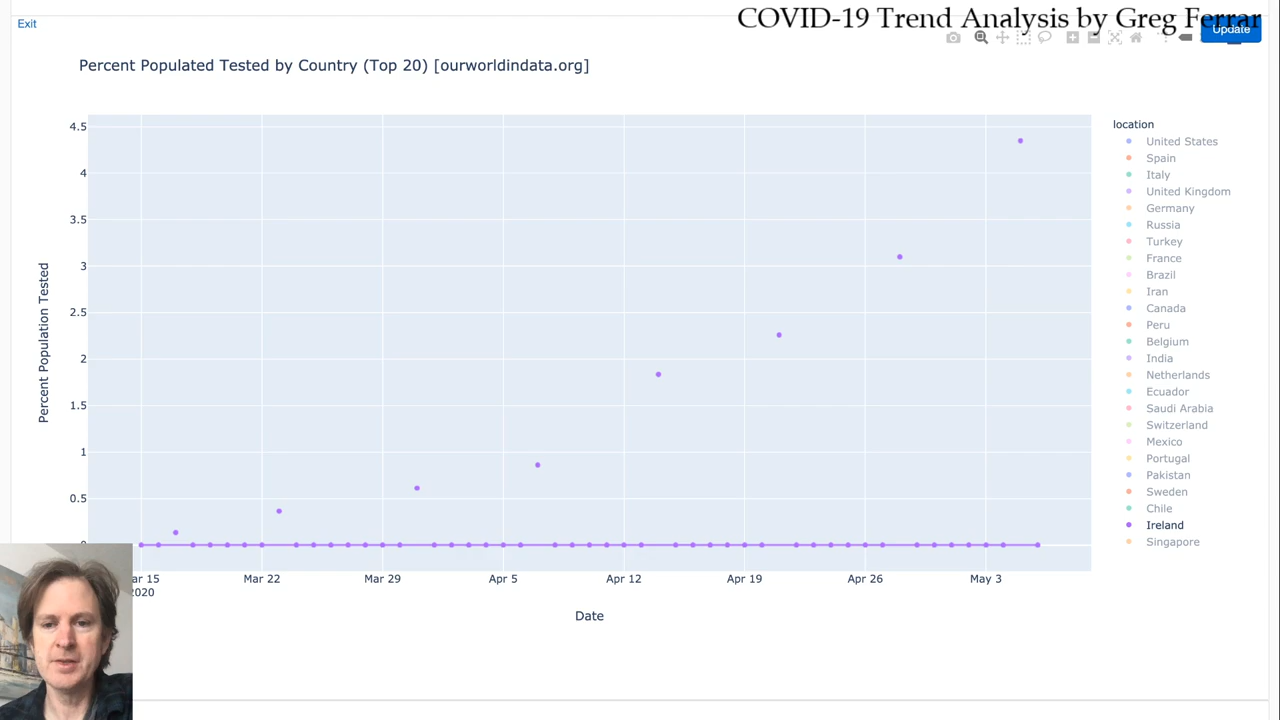 COVID-19 Trend Analysis by Greg Ferrar
Exit
Update
Percent Populated Tested by Country (Top 20) [ourworldindata.org]
4.5
4
3.5
3
2.5
2
1.5
1
0.5
Percent Population Tested
ar 15
2020
Mar 22
Mar 29
Apr 5
Apr 12
Apr 19
Apr 26
May 3
Date
location
United States
Spain
Italy
United Kingdom
Germany
Russia
Turkey
France
Brazil
Iran
Canada
Peru
Belgium
India
Netherlands
Ecuador
Saudi Arabia
Switzerland
Mexico
Portugal
Pakistan
Sweden
Chile
Ireland
Singapore